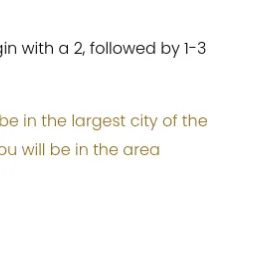 in with a 2, followed by 1-3
be in the largest city of the
ou will be in the area